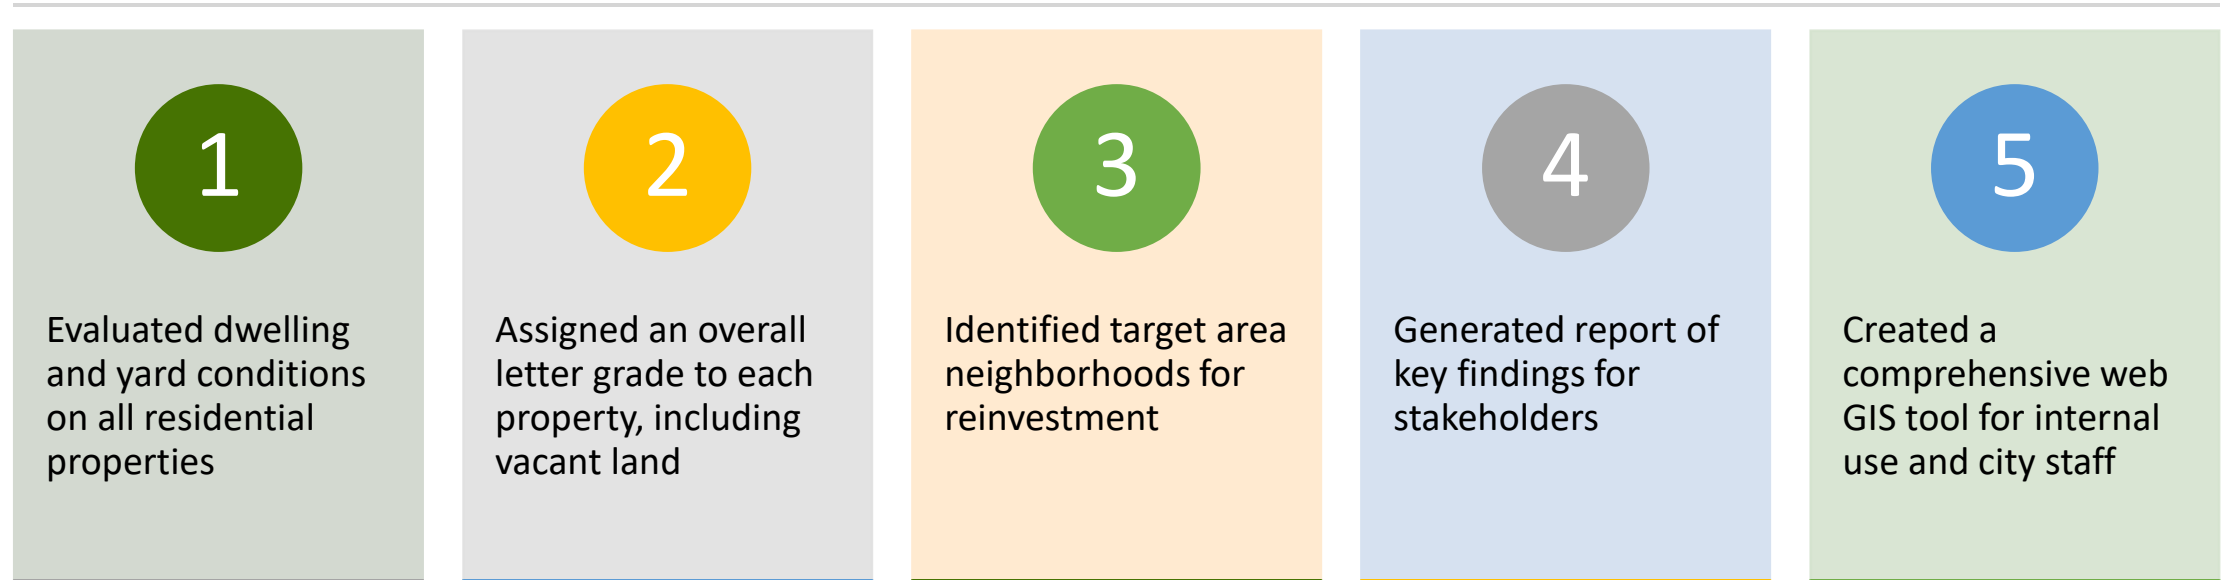 1
Evaluated dwelling
and yard conditions
on all residential
properties
2
Assigned an overall
letter grade to each
property, including
vacant land
3
Identified target area
neighborhoods for
reinvestment
4
Generated report of
key findings for
stakeholders
5
Created a
comprehensive web
GIS tool for internal
use and city staff